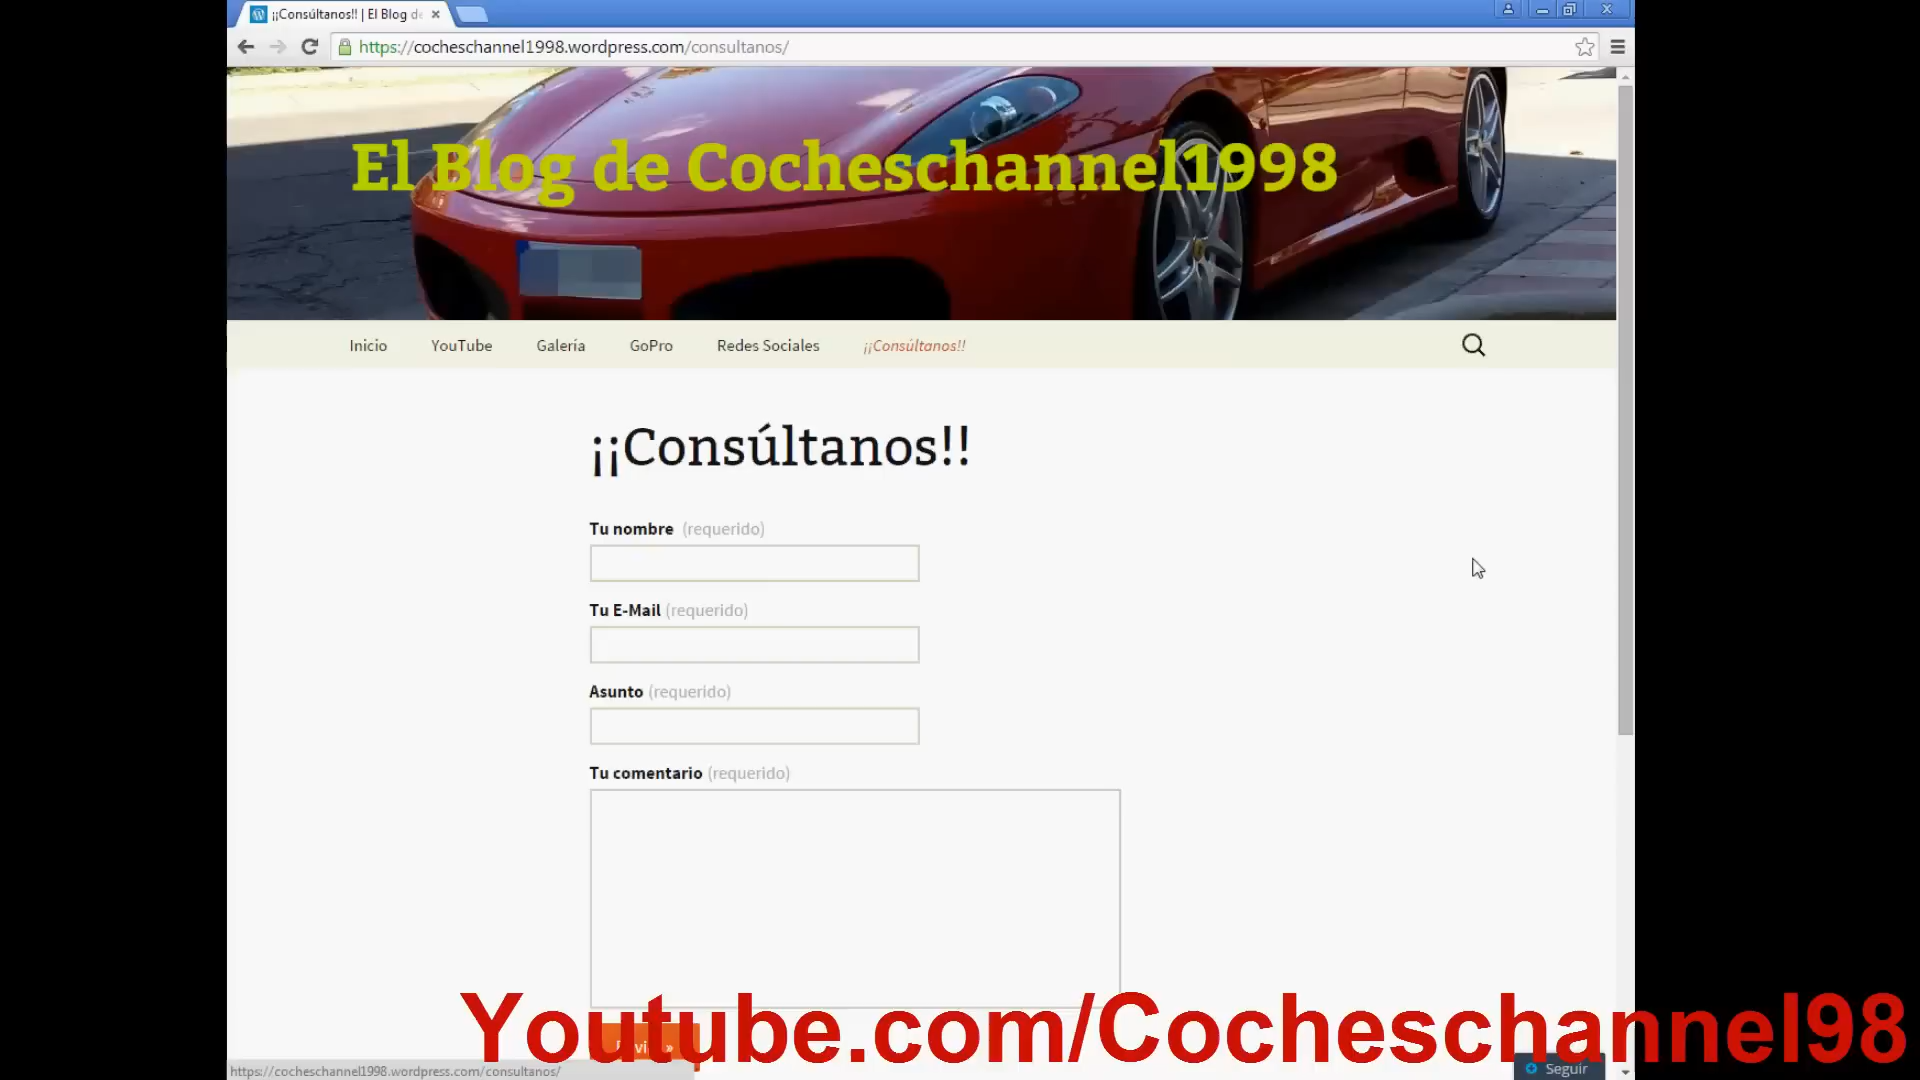 ¡¡Consúltanos!! | El Blog de
https://cocheschannel1998.wordpress.com/consultanos/
El Blog de Cocheschannel1998
Inicio YouTube Galería GoPro Redes Sociales ¡¡Consúltanos!!
¡¡Consúltanos!!
Tu nombre (requerido)
Tu E-Mail (requerido)
Asunto (requerido)
Tu comentario (requerido)
Youtube.com/Cocheschannel98
Seguir
https://cocheschannel1998.wordpress.com/consultanos/